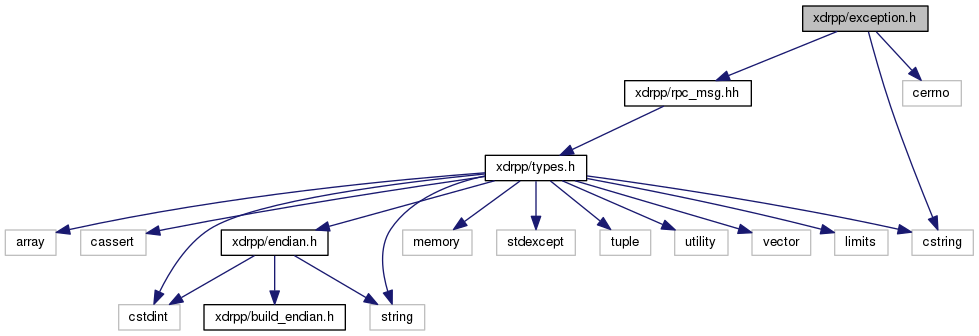 xdrpp/exception.h
xdrpp/rpc_msg.hh
cerrno
xdrpp/types.h
array
cassert
xdrpp/endian.h
memory
stdexcept
tuple
utility
vector
limits
cstring
cstdint
xdrpp/build_endian.h
string